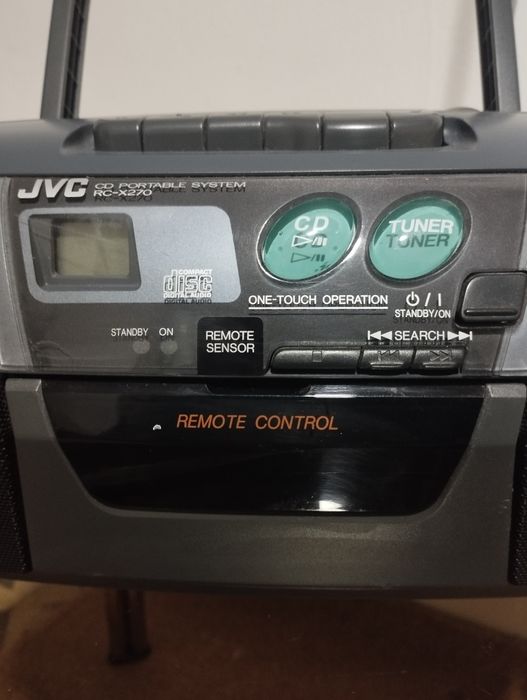 JVC CD PORTABLE SYSTEM
RC-X270
CD
TUNER
COMPACT
disc
DIGITAL AUDIO
ONE-TOUCH OPERATION
STANDBY/ON
STANDBY ON
REMOTE
SENSOR
SEARCH
REMOTE CONTROL